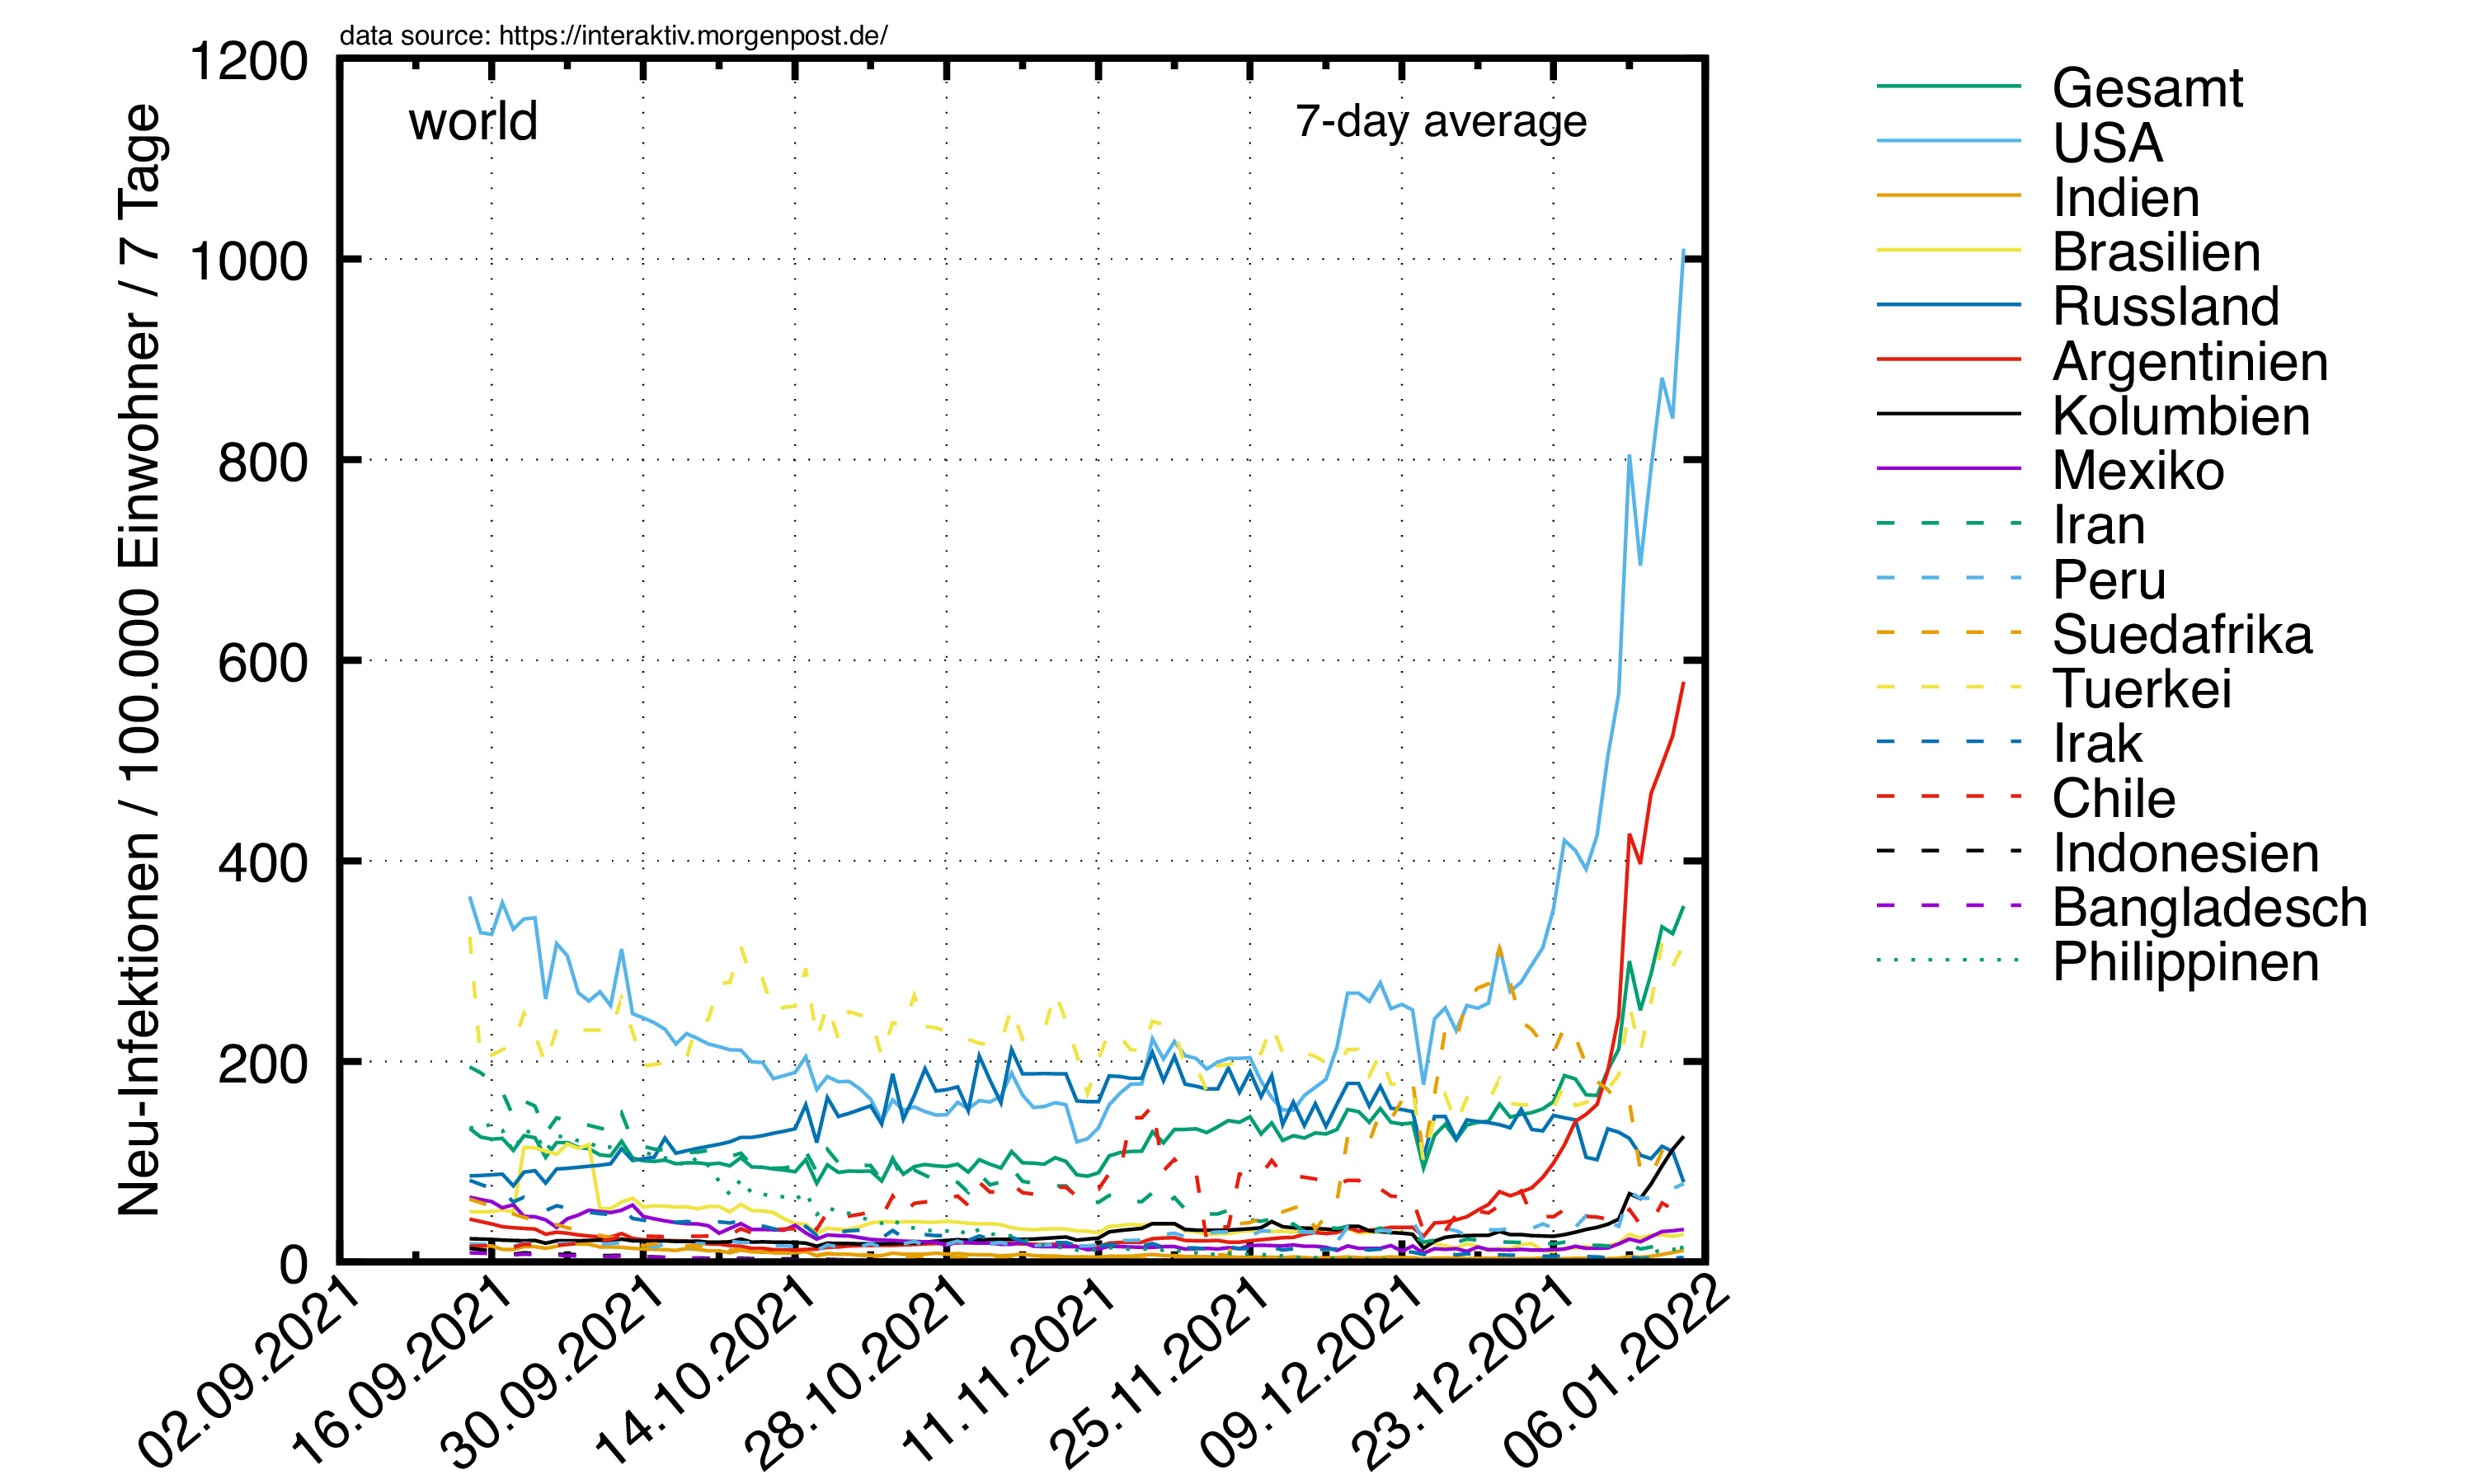 data source: https://interaktiv.morgenpost.de/
world
7-day average
Neu-Infektionen / 100.000 Einwohner / 7 Tage
1200
1000
800
600
400
200
0
02.09.2021
16.09.2021
30.09.2021
14.10.2021
28.10.2021
11.11.2021
25.11.2021
09.12.2021
23.12.2021
06.01.2022
Gesamt
USA
Indien
Brasilien
Russland
Argentinien
Kolumbien
Mexiko
Iran
Peru
Suedafrika
Tuerkei
Irak
Chile
Indonesien
Bangladesch
Philippinen